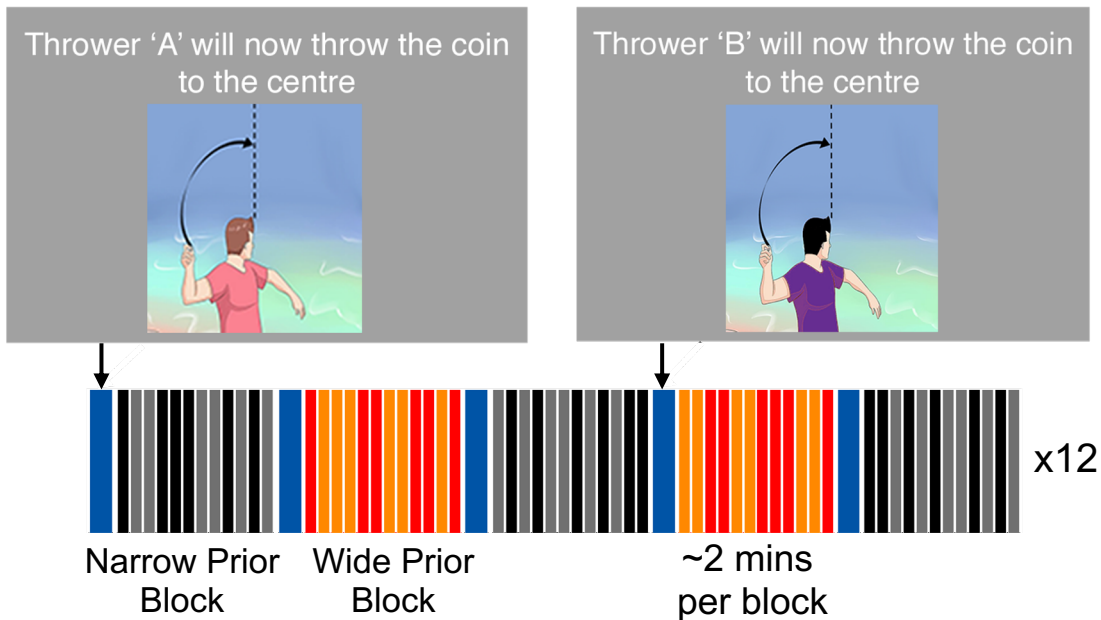 Thrower ‘A’ will now throw the coin
to the centre
Thrower ‘B’ will now throw the coin
to the centre
x12
Narrow Prior
Block
Wide Prior
Block
~2 mins
per block